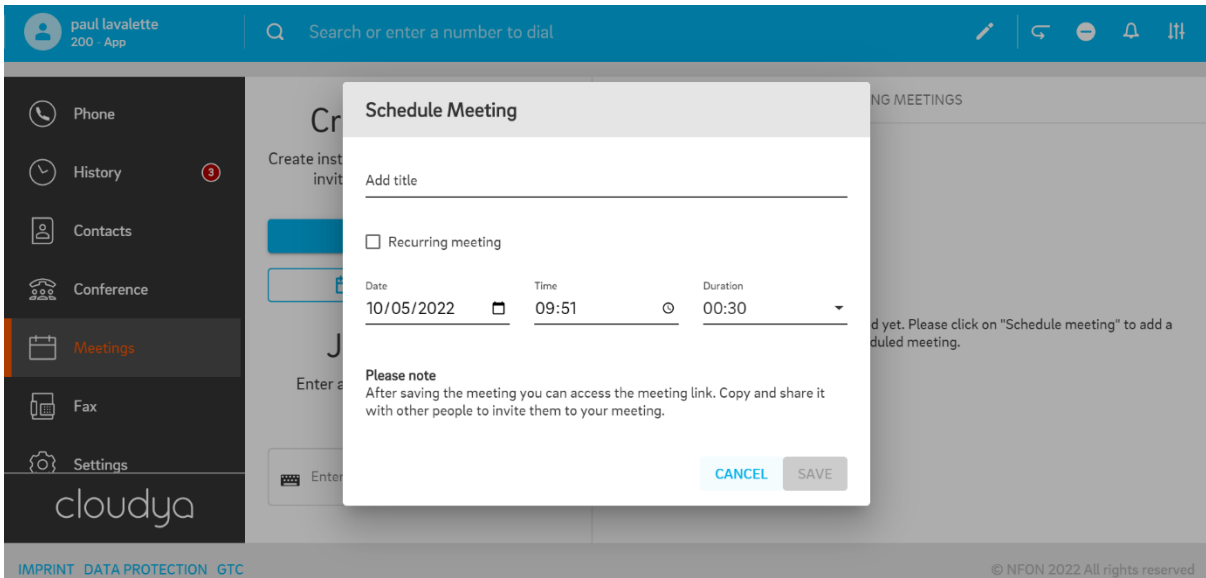 paul lavalette
200 - App
Search or enter a number to dial
Phone
History 3
Contacts
Conference
Meetings
Fax
Settings
cloudya
Cr
Create inst
invit
J
Enter a
Enter
NG MEETINGS
d yet. Please click on "Schedule meeting" to add a
duled meeting.
Schedule Meeting
Add title
Recurring meeting
Date Time Duration
10/05/2022 09:51 00:30
Please note
After saving the meeting you can access the meeting link. Copy and share it
with other people to invite them to your meeting.
CANCEL SAVE
IMPRINT DATA PROTECTION GTC
© NFON 2022 All rights reserved